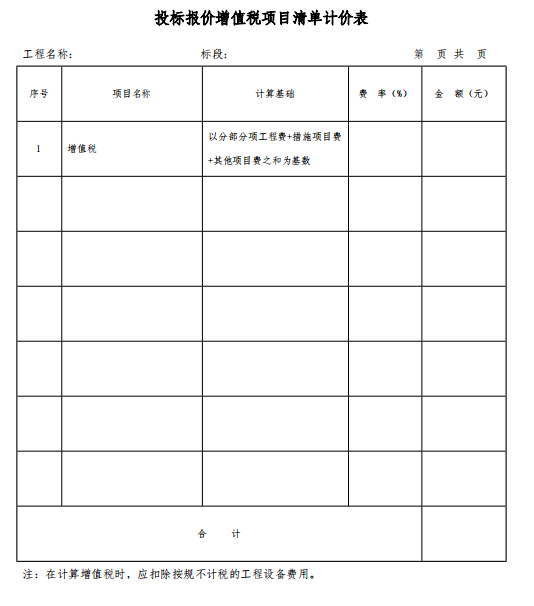 投标报价增值税项目清单计价表
工程名称： 标段： 第 页 共 页
序号 项目名称 计算基础 费 率（%） 金 额（元）
1 增值税 以分部分项工程费+措施项目费
+其他项目费之和为基数
合 计
注：在计算增值税时，应扣除按规不计税的工程设备费用。